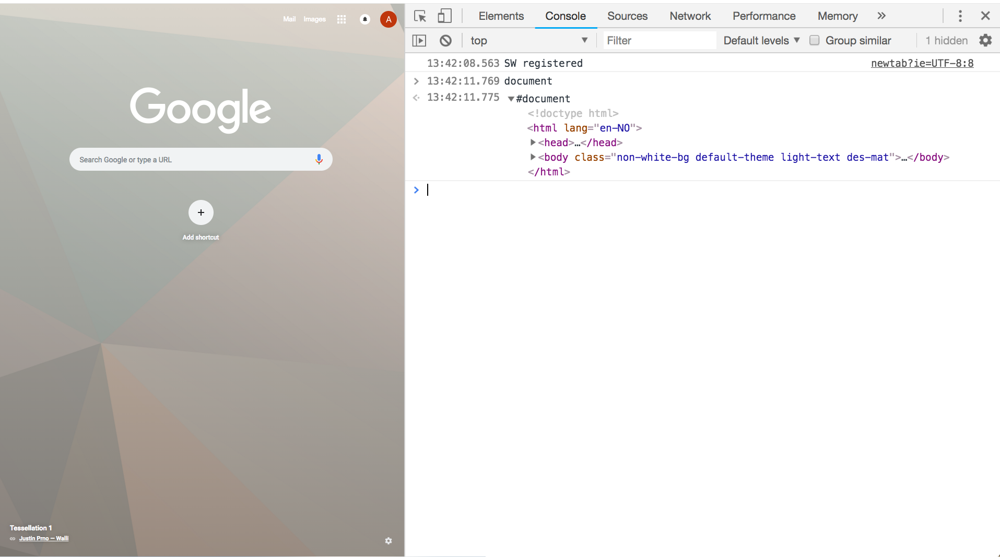 Mail Images A
Google
Search Google or type a URL
Add shortcut
Tessellation 1
Justin Prno — Walli
Elements Console Sources Network Performance Memory
top Filter Default levels Group similar 1 hidden
13:42:08.563 SW registered newtab?ie=UTF-8:8
13:42:11.769 document
13:42:11.775 #document
<!doctype html>
<html lang="en-NO">
<head>…</head>
<body class="non-white-bg default-theme light-text des-mat">…</body>
</html>